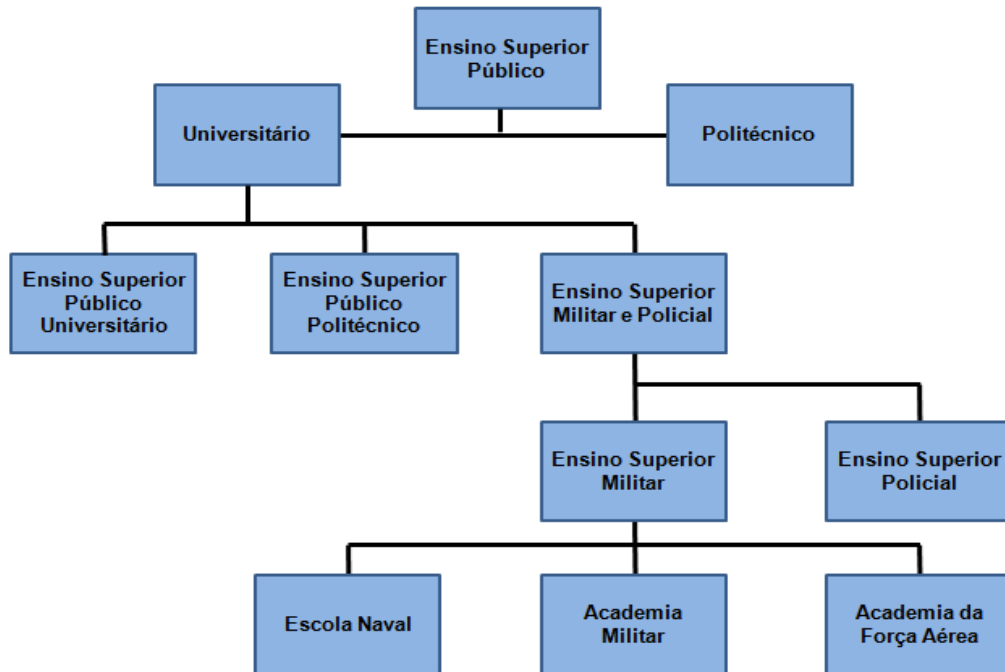 Ensino Superior
Público
Universitário
Politécnico
Ensino Superior
Público
Universitário
Ensino Superior
Público
Politécnico
Ensino Superior
Militar e Policial
Ensino Superior
Militar
Ensino Superior
Policial
Escola Naval
Academia
Militar
Academia da
Força Aérea